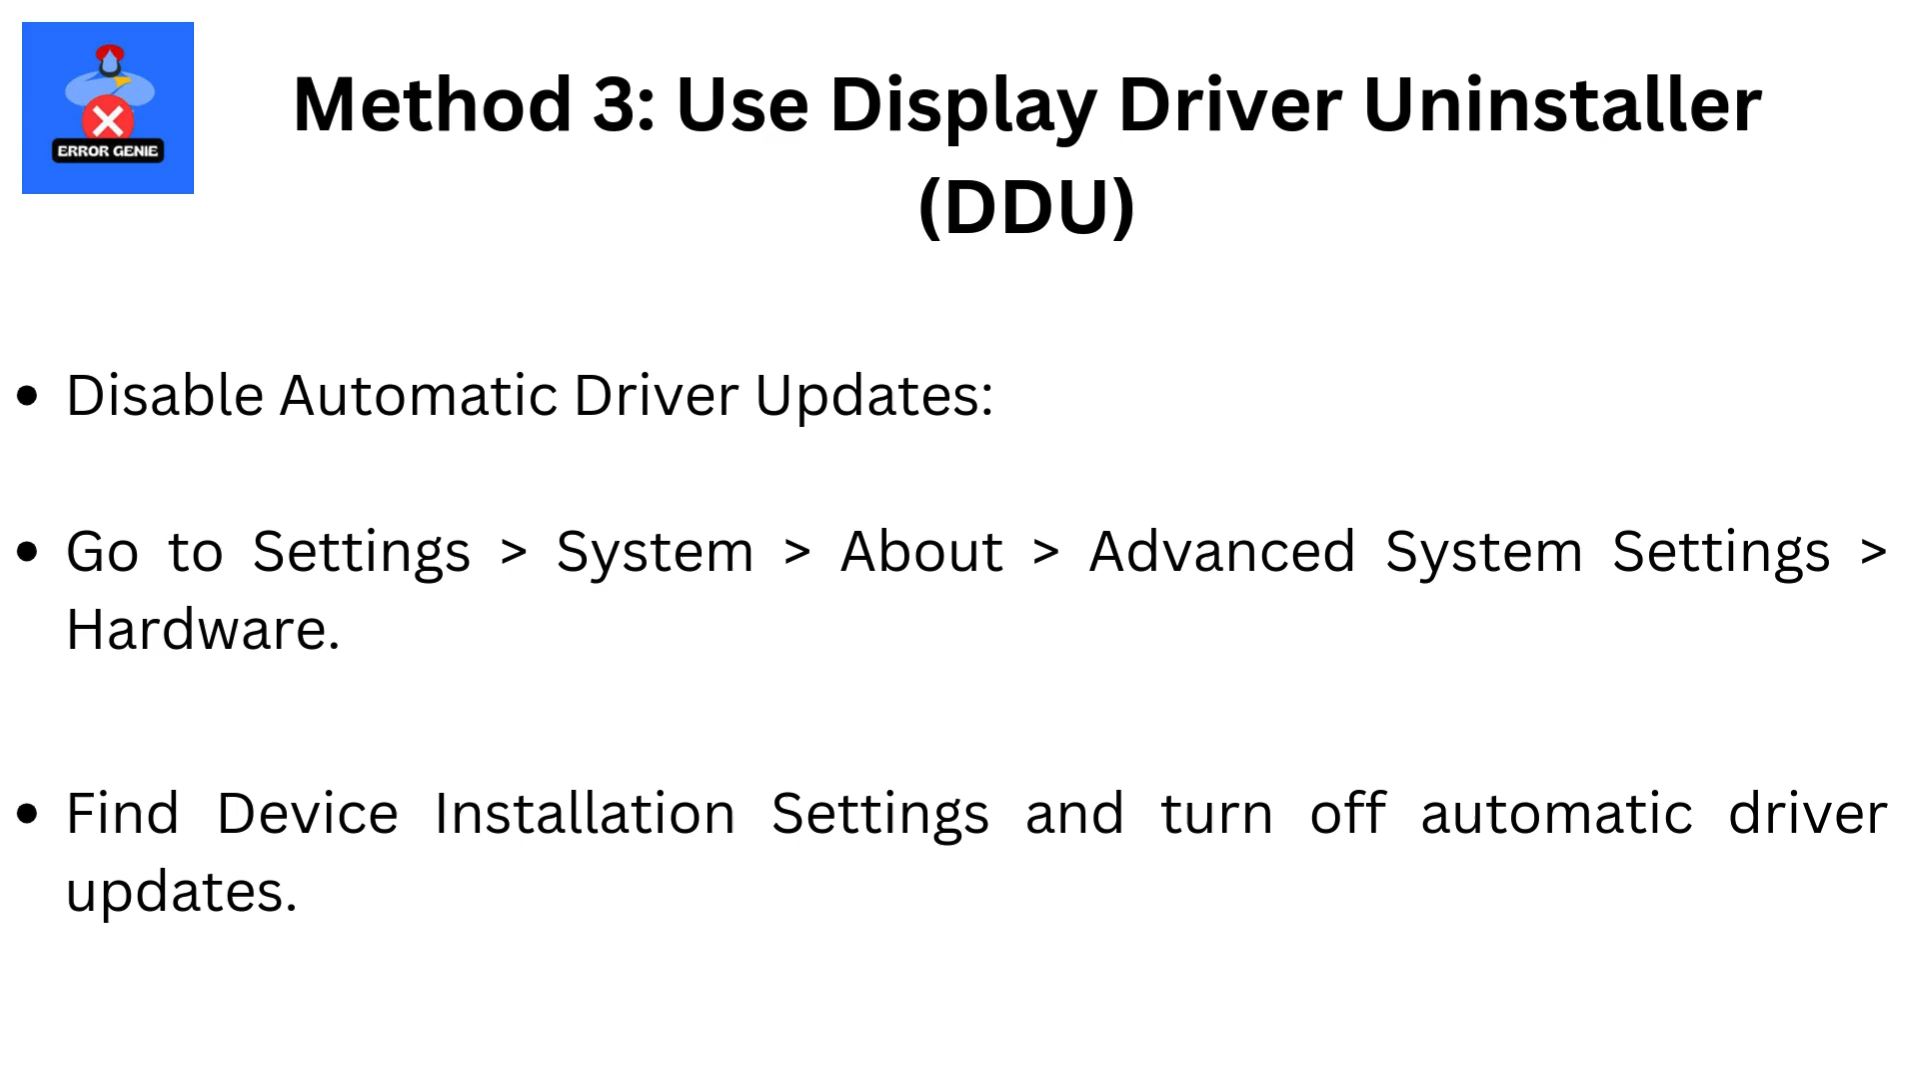 ERROR GENIE
Method 3: Use Display Driver Uninstaller
(DDU)
• Disable Automatic Driver Updates:
• Go to Settings > System > About > Advanced System Settings >
Hardware.
• Find Device Installation Settings and turn off automatic driver
updates.